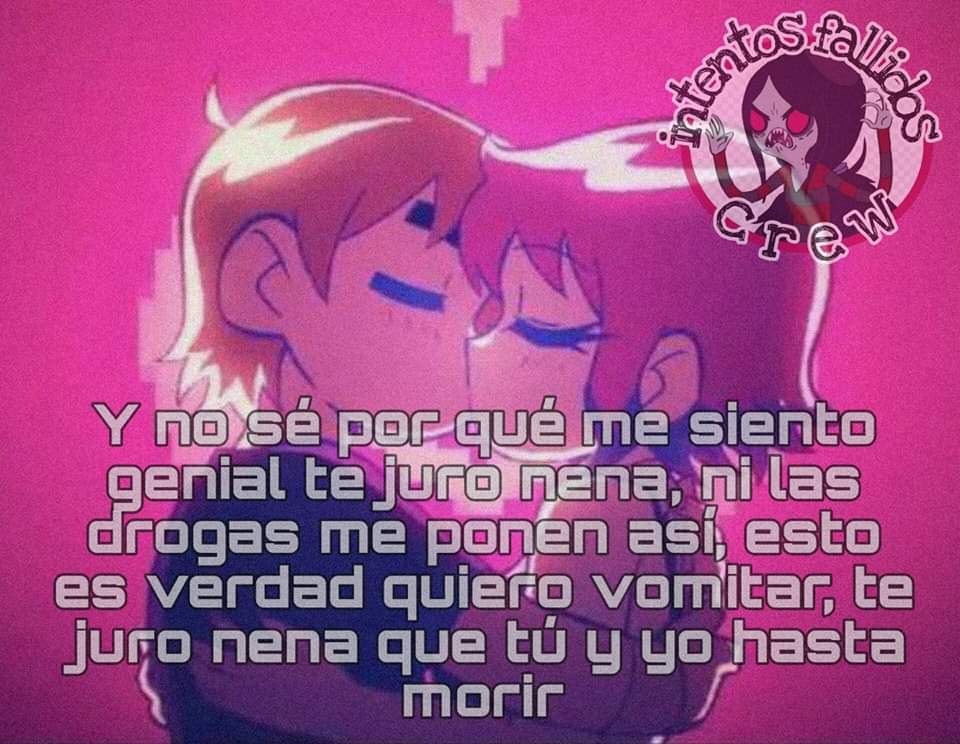 intentos fallidos
crew
Y no sé por qué me siento
genial te juro nena, ni las
drogas me ponen así, esto
es verdad quiero vomitar, te
juro nena que tú y yo hasta
morir